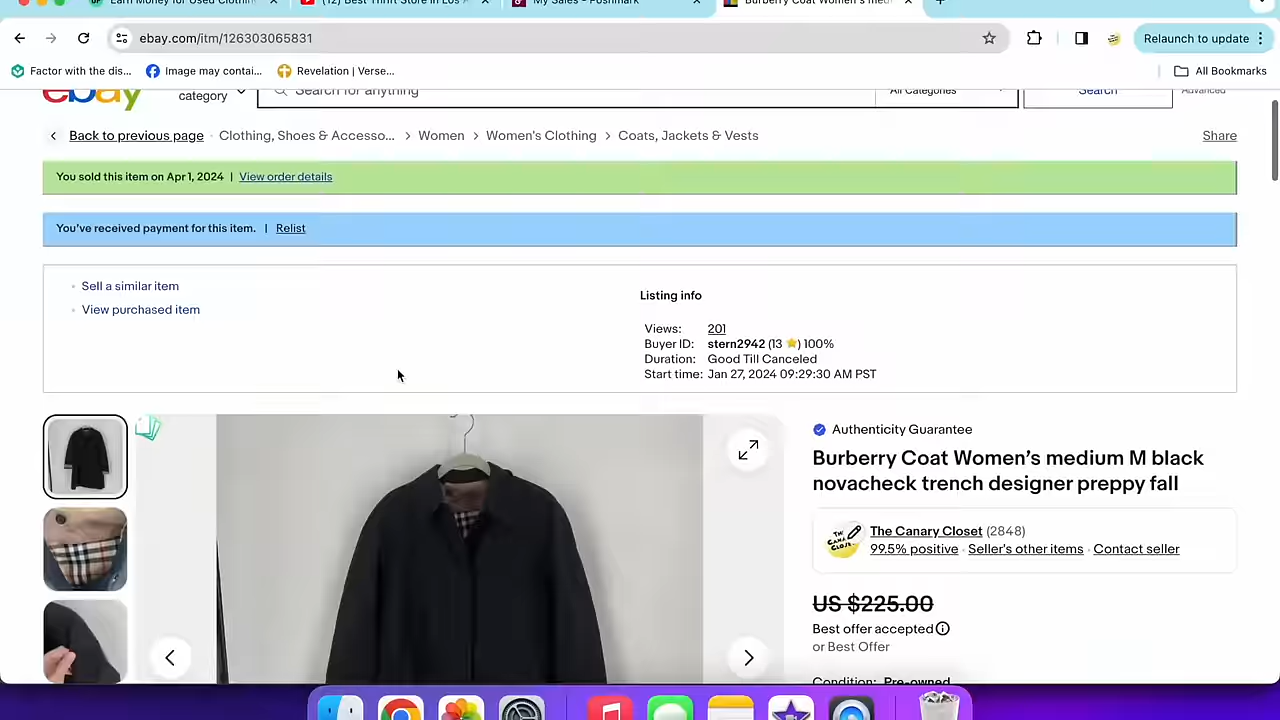 Earn Money for Used Clothin
(12) Best Thrift Store in Los A
My Sales - Poshmark
Burberry Coat Women's med
ebay.com/itm/126303065831
Relaunch to update
Factor with the dis...
Image may contai...
Revelation | Verse...
All Bookmarks
ebay
category
Search for anything
All Categories
Search
Advanced
Back to previous page
Clothing, Shoes & Accesso...
Women
Women's Clothing
Coats, Jackets & Vests
Share
You sold this item on Apr 1, 2024 | View order details
You've received payment for this item. | Relist
Sell a similar item
View purchased item
Listing info
Views: 201
Buyer ID: stern2942 (13 ⭐) 100%
Duration: Good Till Canceled
Start time: Jan 27, 2024 09:29:30 AM PST
Authenticity Guarantee
Burberry Coat Women's medium M black
novacheck trench designer preppy fall
The Canary Closet (2848)
99.5% positive · Seller's other items · Contact seller
US $225.00
Best offer accepted
or Best Offer
Condition: Pre-owned